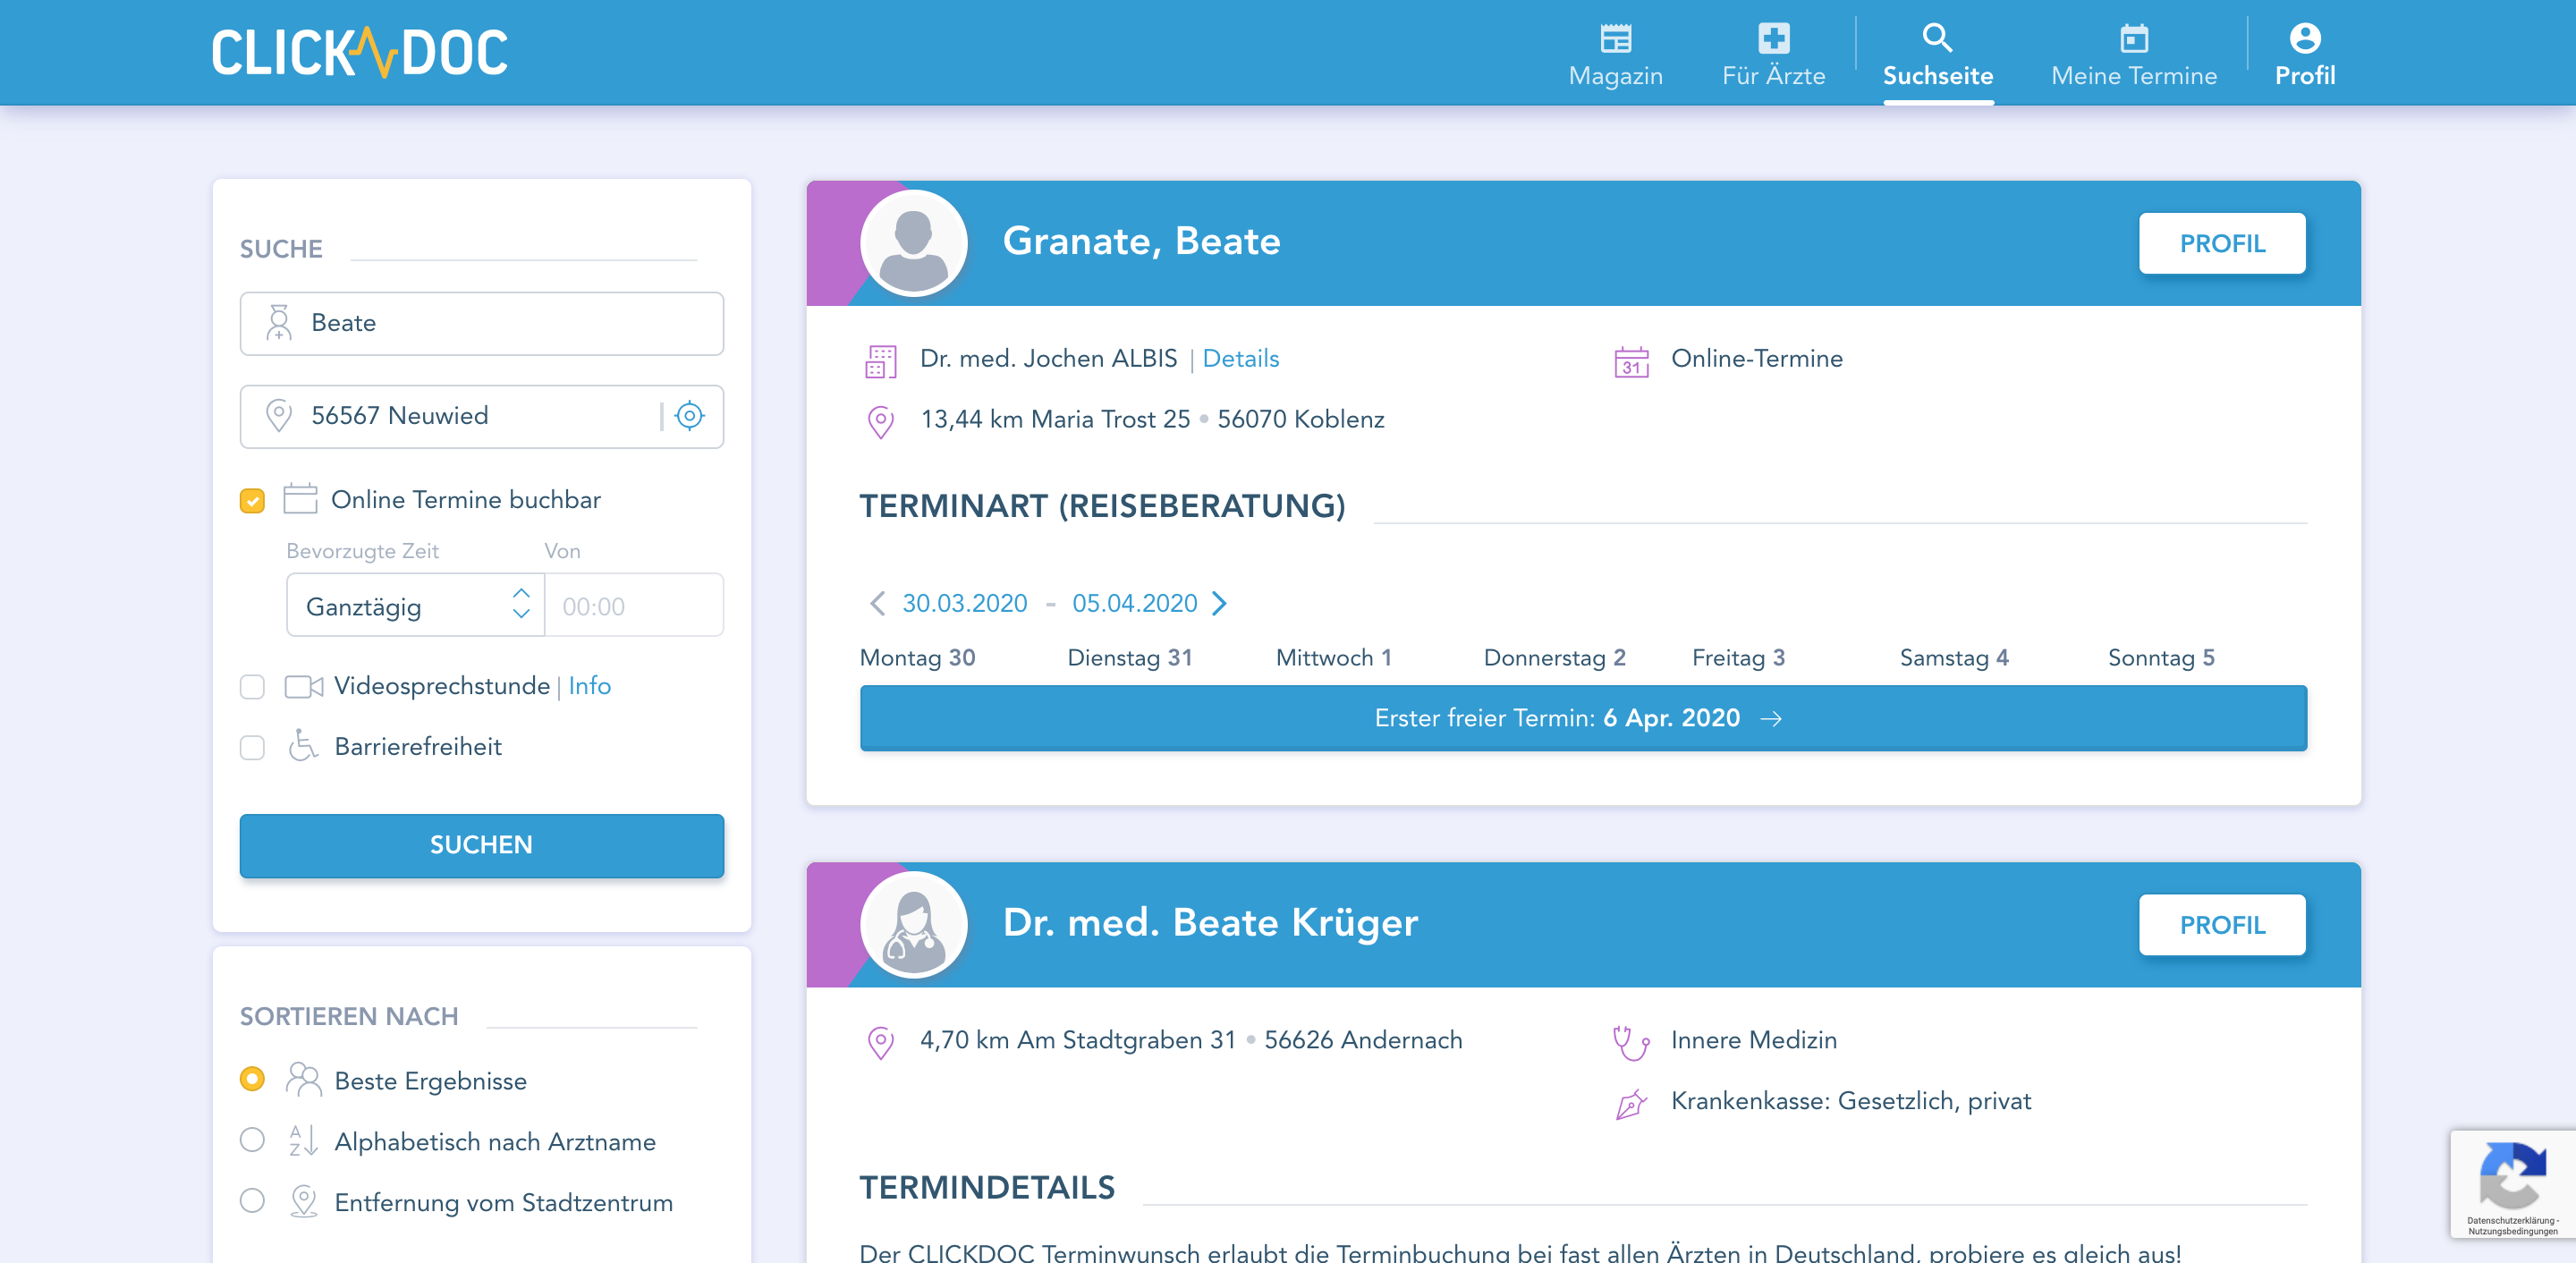 CLICKDOC
Magazin
Für Ärzte
Suchseite
Meine Termine
Profil
SUCHE
Beate
56567 Neuwied
Online Termine buchbar
Bevorzugte Zeit Von
Ganztägig 00:00
Videosprechstunde | Info
Barrierefreiheit
SUCHEN
SORTIEREN NACH
Beste Ergebnisse
A Z Alphabetisch nach Arztname
Entfernung vom Stadtzentrum
Granate, Beate
PROFIL
Dr. med. Jochen ALBIS | Details
31 Online-Termine
13,44 km Maria Trost 25 • 56070 Koblenz
TERMINART (REISEBERATUNG)
30.03.2020 - 05.04.2020
Montag 30 Dienstag 31 Mittwoch 1 Donnerstag 2 Freitag 3 Samstag 4 Sonntag 5
Erster freier Termin: 6 Apr. 2020 →
Dr. med. Beate Krüger
PROFIL
4,70 km Am Stadtgraben 31 • 56626 Andernach
Innere Medizin
Krankenkasse: Gesetzlich, privat
TERMINDETAILS
Der CLICKDOC Terminwunsch erlaubt die Terminbuchung bei fast allen Ärzten in Deutschland, probiere es gleich aus!
Datenschutzerklärung -
Nutzungsbedingungen